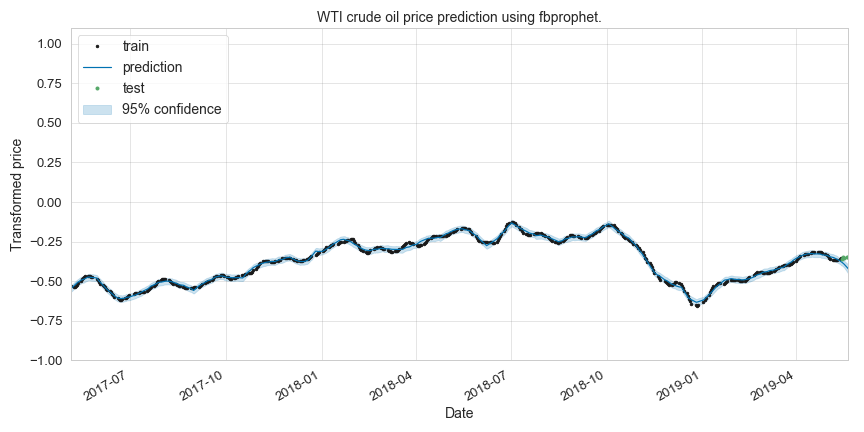 WTI crude oil price prediction using fbprophet.
train
prediction
test
95% confidence
1.00
0.75
0.50
0.25
0.00
−0.25
−0.50
−0.75
−1.00
Transformed price
2017-07
2017-10
2018-01
2018-04
2018-07
2018-10
2019-01
2019-04
Date